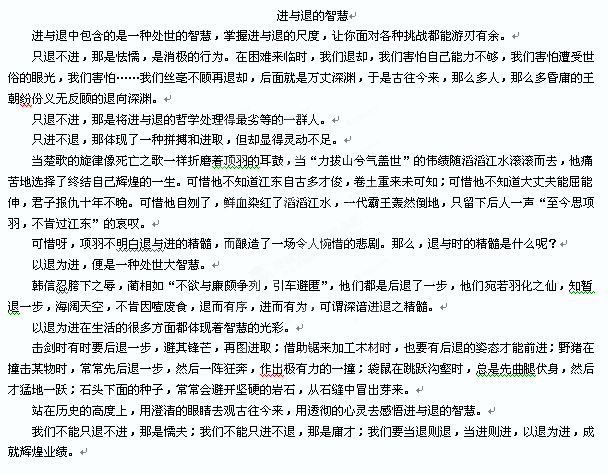 进与退的智慧
进与退中包含的是一种处世的智慧，掌握进与退的尺度，让你面对各种挑战都能游刃有余。
只退不进，那是怯懦，是消极的行为。在困难来临时，我们退却，我们害怕自己能力不够，我们害怕遭受世
俗的眼光，我们害怕……我们丝毫不顾再退却，后面就是万丈深渊，于是古往今来，那么多人，那么多昏庸的王
朝纷份义无反顾的退向深渊。
只退不进，那是将进与退的哲学处理得最劣等的一群人。
只进不退，那体现了一种拼搏和进取，但却显得灵动不足。
当楚歌的旋律像死亡之歌一样折磨着顶羽的耳鼓，当“力拔山兮气盖世”的伟绩随滔滔江水滚滚而去，他痛
苦地选择了终结自己辉煌的一生。可惜他不知道江东自古多才俊，卷土重来未可知；可惜他不知道大丈夫能屈能
伸，君子报仇十年不晚。可惜他自刎了，鲜血染红了滔滔江水，一代霸王轰然倒地，只留下后人一声“至今思项
羽，不肯过江东”的哀叹。
可惜呀，项羽不明白退与进的精髓，而酿造了一场令人惋惜的悲剧。那么，退与时的精髓是什么呢？
以退为进，便是一种处世大智慧。
韩信忍胯下之辱，蔺相如“不欲与廉颇争列，引车避匿”，他们都是后退了一步，他们宛若羽化之仙，知暂
退一步，海阔天空，不肯因噎废食，退而有序，进而有为，可谓深谙进退之精髓。
以退为进在生活的很多方面都体现着智慧的光彩。
击剑时有时要后退一步，避其锋芒，再图进取；借助锯来加工木材时，也要有后退的姿态才能前进；野猪在
撞击某物时，常常先后退一步，然后一阵狂奔，作出极有力的一撞；袋鼠在跳跃沟壑时，总是先曲腿伏身，然后
才猛地一跃；石头下面的种子，常常会避开坚硬的岩石，从石缝中冒出芽来。
站在历史的高度上，用澄清的眼睛去观古往今来，用透彻的心灵去感悟进与退的智慧。
我们不能只退不进，那是懦夫；我们不能只进不退，那是庸才；我们要当退则退，当进则进，以退为进，成
就辉煌业绩。